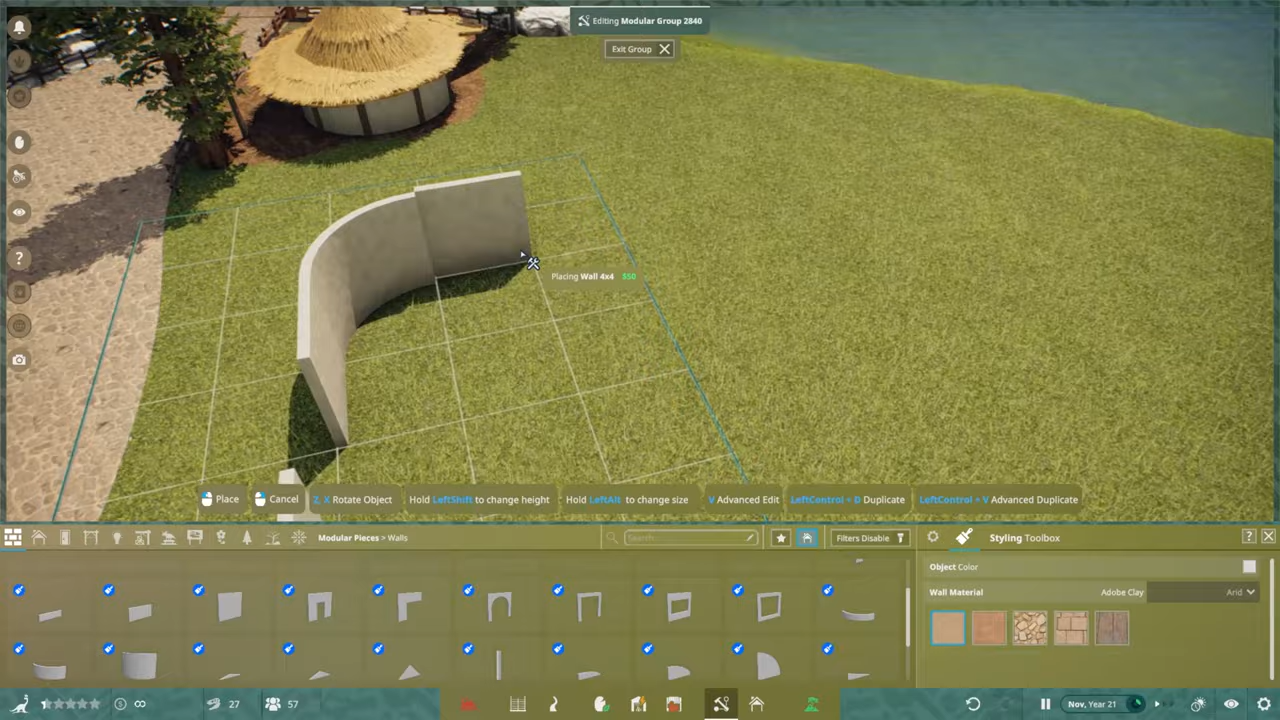 Editing Modular Group 2840
Exit Group
?
Placing Wall 4x4 $50
Place
Cancel
Z, X Rotate Object
Hold LeftShift to change height
Hold LeftAlt to change size
V Advanced Edit
LeftControl + D Duplicate
LeftControl + V Advanced Duplicate
Modular Pieces > Walls
Search
Filters Disable
Styling Toolbox
?
Object Color
Wall Material
Adobe Clay
Arid
∞
27
57
Nov, Year 21